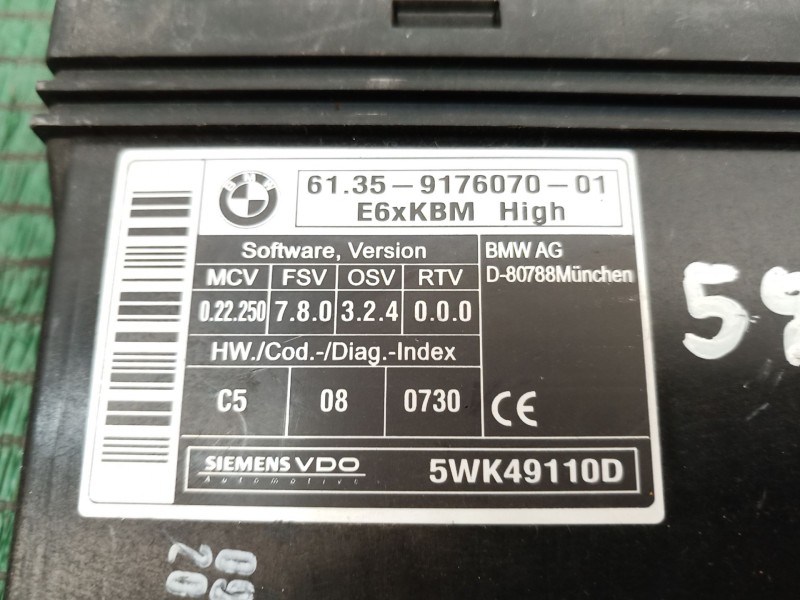 BMW
61.35-9176070-01
E6xKBM High
Software, Version
MCV FSV OSV RTV
0.22.250 7.8.0 3.2.4 0.0.0
HW./Cod.-/Diag.-Index
C5 08 0730
BMW AG
D-80788München
CE
SIEMENS VDO
Automotive
5WK49110D